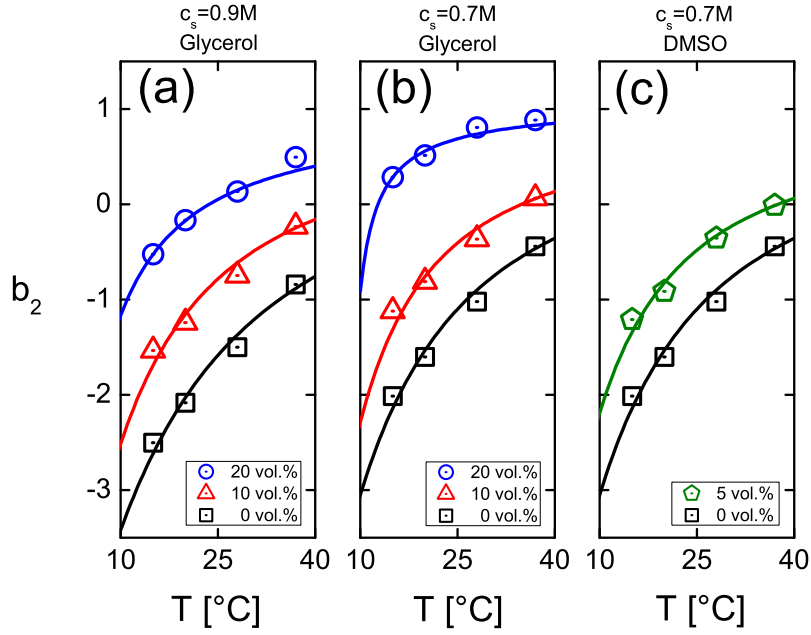 c_s=0.9M
Glycerol
c_s=0.7M
Glycerol
c_s=0.7M
DMSO
(a)
(b)
(c)
1
0
-1
-2
-3
b_2
20 vol.%
10 vol.%
0 vol.%
20 vol.%
10 vol.%
0 vol.%
5 vol.%
0 vol.%
10 25 40
10 25 40
10 25 40
T [°C]
T [°C]
T [°C]